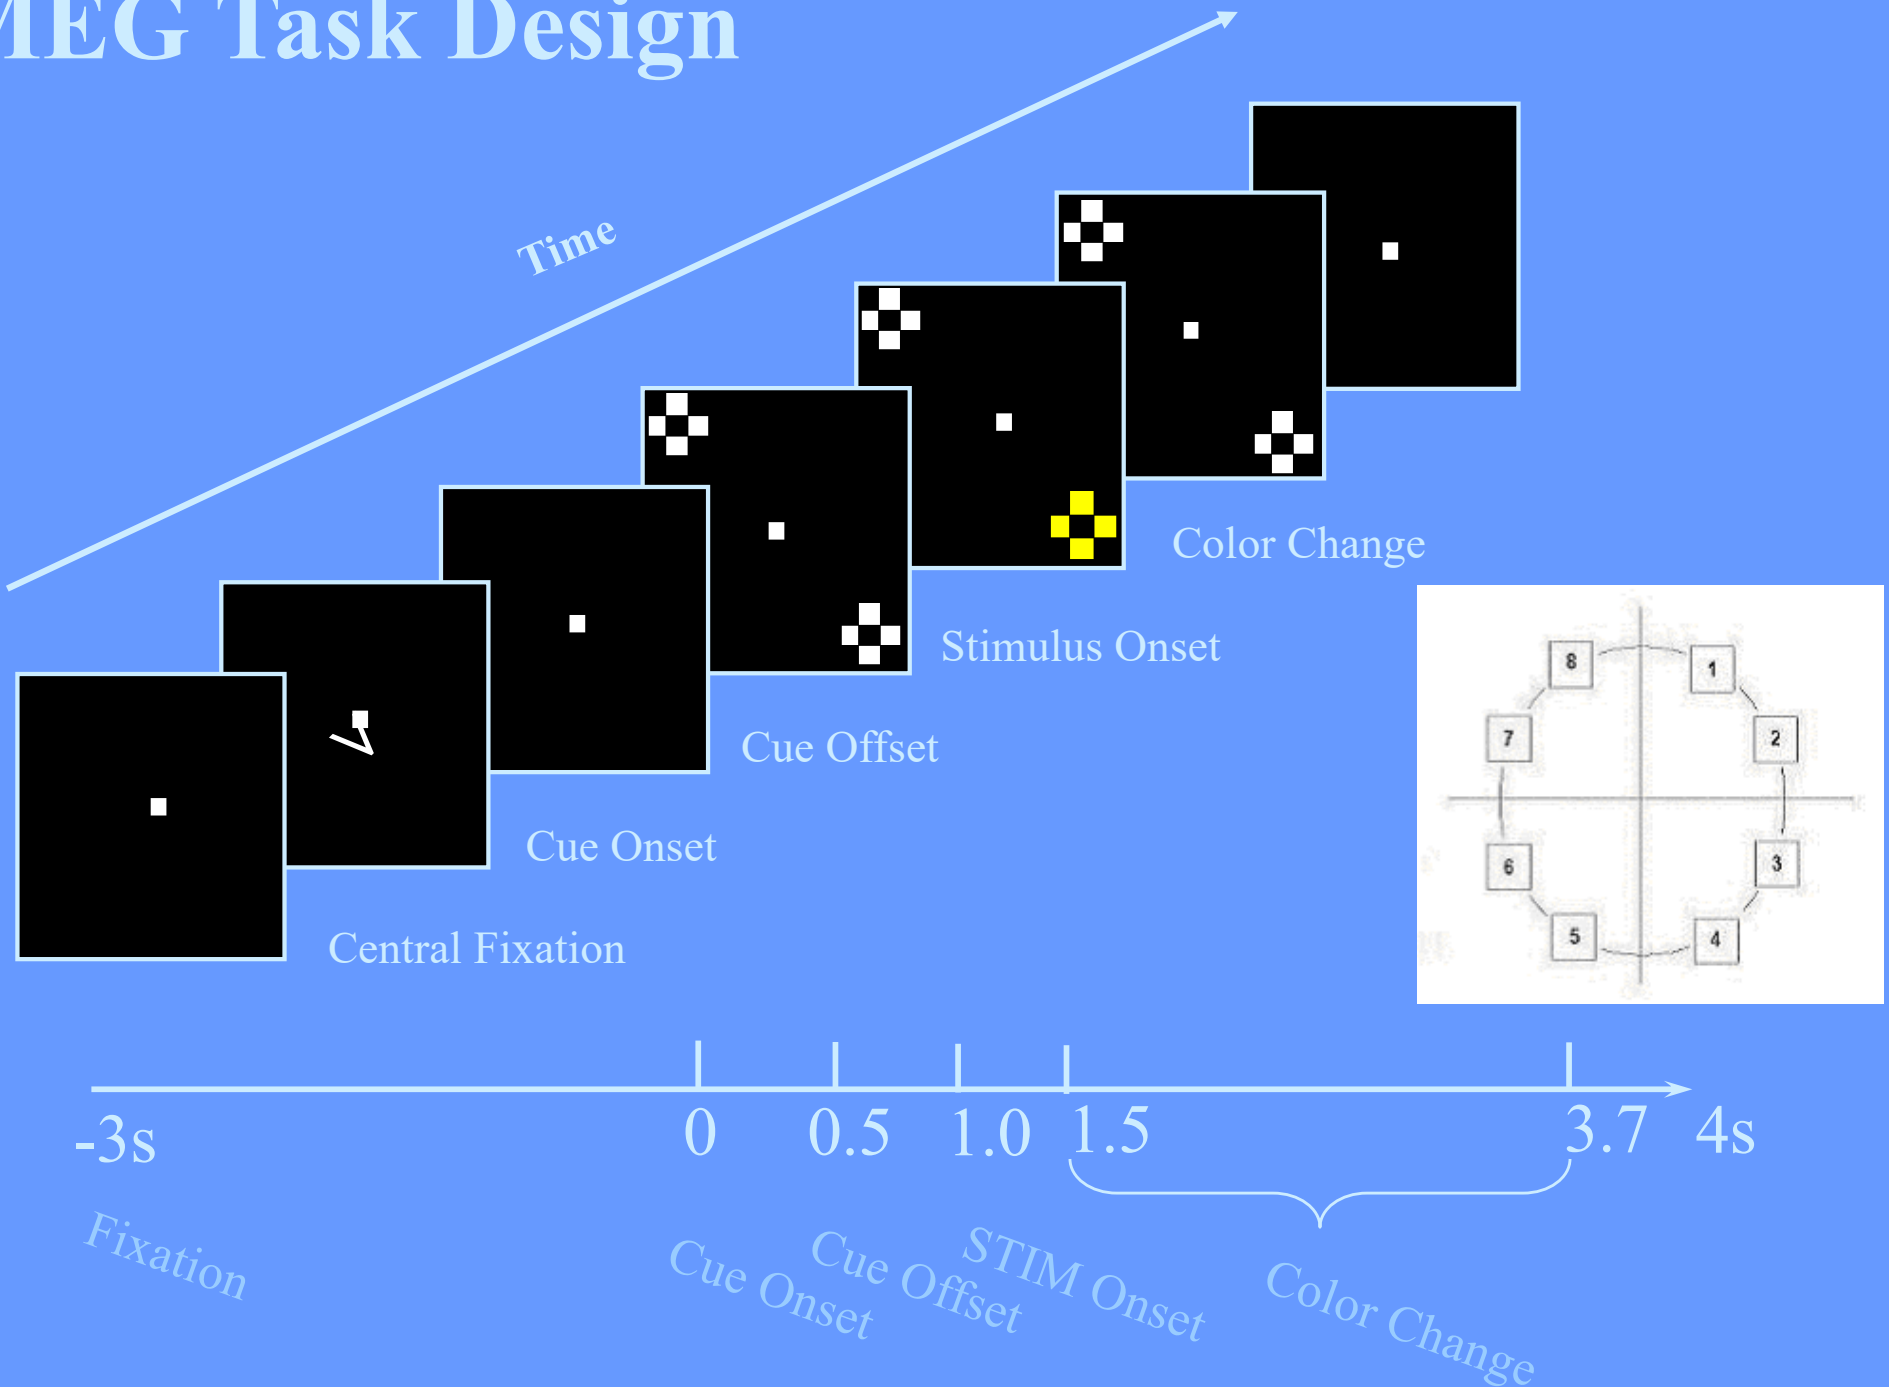 MEG Task Design
Time
Color Change
Stimulus Onset
Cue Offset
Cue Onset
Central Fixation
8
1
7
2
6
3
5
4
-3s
0
0.5
1.0
1.5
3.7
4s
Fixation
Cue Onset
Cue Offset
STIM Onset
Color Change